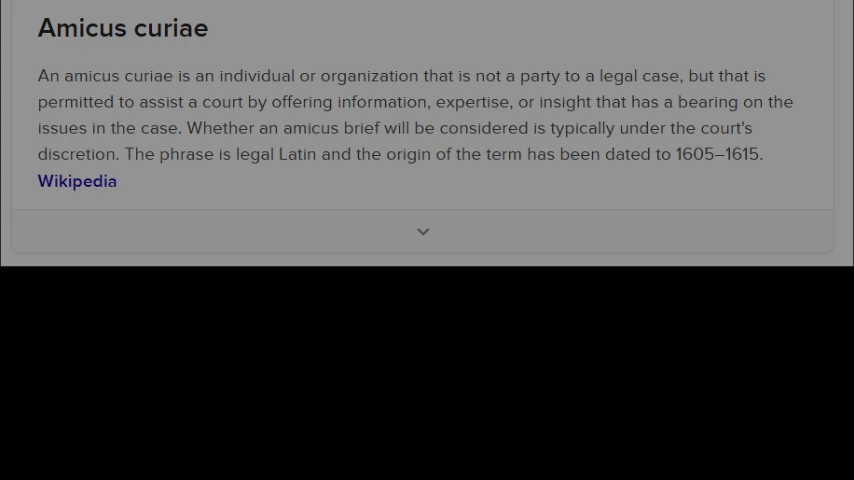 Amicus curiae
An amicus curiae is an individual or organization that is not a party to a legal case, but that is
permitted to assist a court by offering information, expertise, or insight that has a bearing on the
issues in the case. Whether an amicus brief will be considered is typically under the court's
discretion. The phrase is legal Latin and the origin of the term has been dated to 1605–1615.
Wikipedia